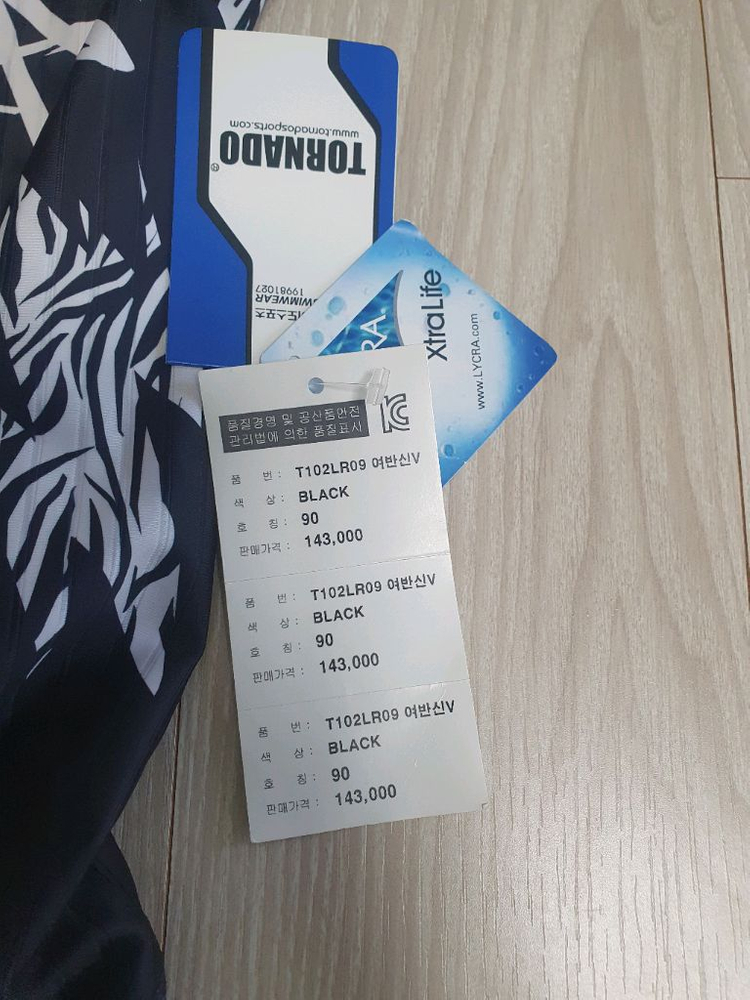 TORNADO®
www.tornadosports.com
SWIMWEAR
19981027
RA.
XtraLife
www.LYCRA.com
품질경영 및 공산품안전
관리법에 의한 품질표시
품 번 : T102LR09 여반신V
색 상 : BLACK
호 칭 : 90
판매가격 : 143,000
품 번 : T102LR09 여반신V
색 상 : BLACK
호 칭 : 90
판매가격 : 143,000
품 번 : T102LR09 여반신V
색 상 : BLACK
호 칭 : 90
판매가격 : 143,000